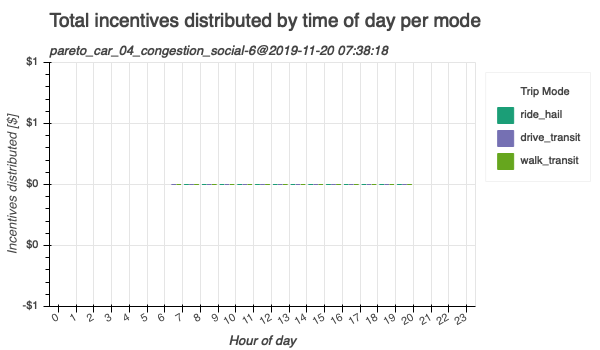 Total incentives distributed by time of day per mode
pareto_car_04_congestion_social-6@2019-11-20 07:38:18
$1
$1
$0
$0
-$1
Incentives distributed [$]
0 1 2 3 4 5 6 7 8 9 10 11 12 13 14 15 16 17 18 19 20 21 22 23
Hour of day
Trip Mode
ride_hail
drive_transit
walk_transit